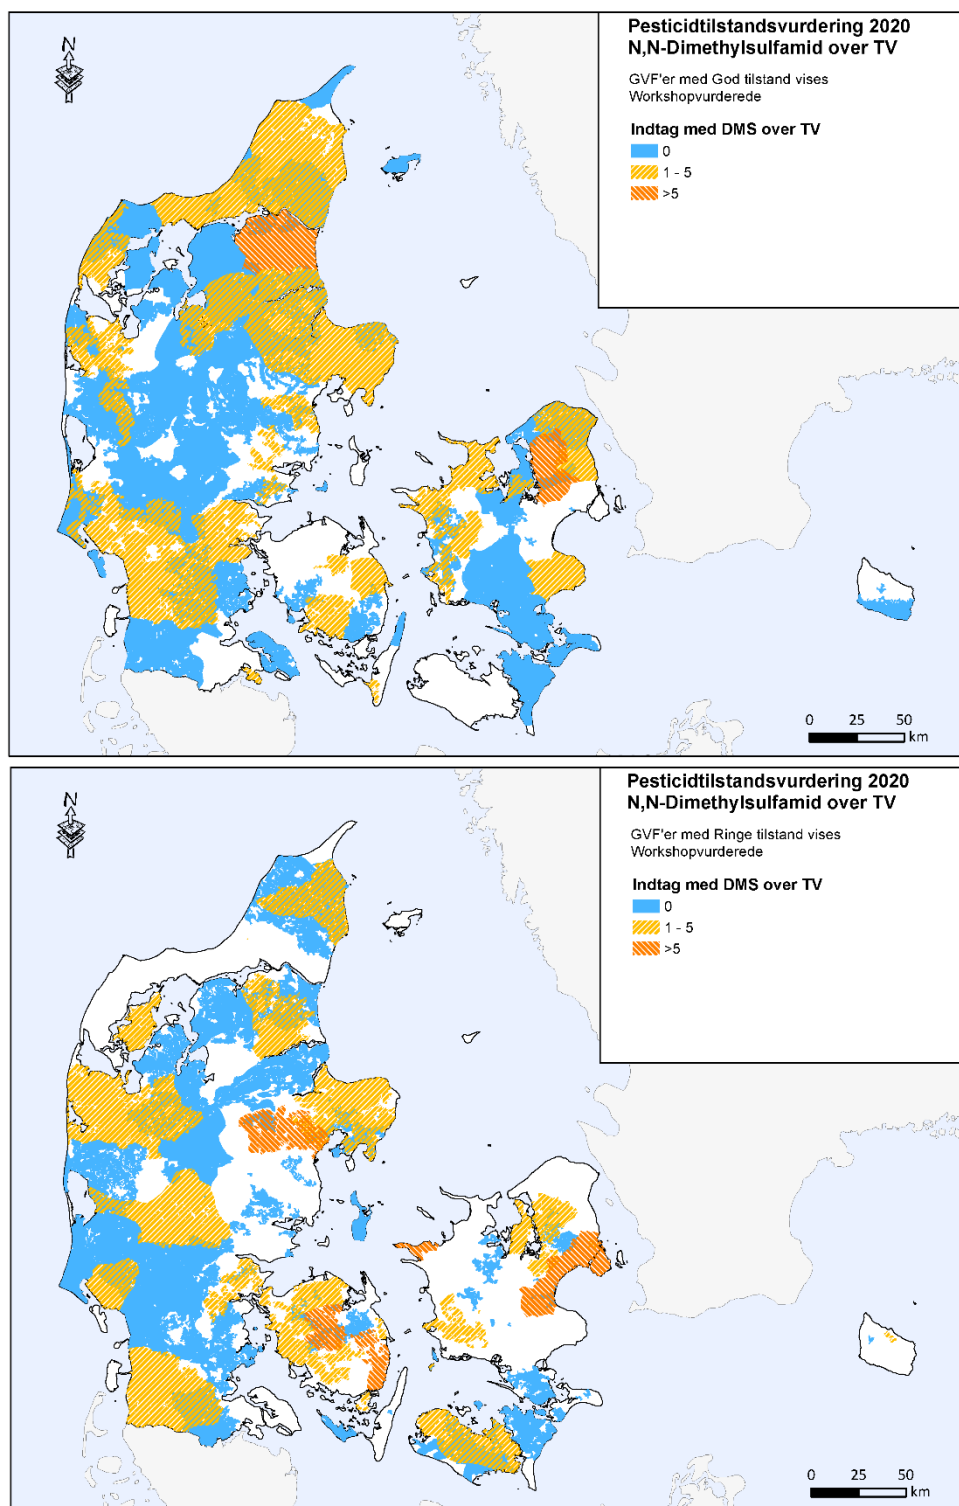 N
Pesticidtilstandsvurdering 2020
N,N-Dimethylsulfamid over TV
GVF'er med God tilstand vises
Workshopvurderede
Indtag med DMS over TV
0
1 - 5
>5
0 25 50
km
N
Pesticidtilstandsvurdering 2020
N,N-Dimethylsulfamid over TV
GVF'er med Ringe tilstand vises
Workshopvurderede
Indtag med DMS over TV
0
1 - 5
>5
0 25 50
km